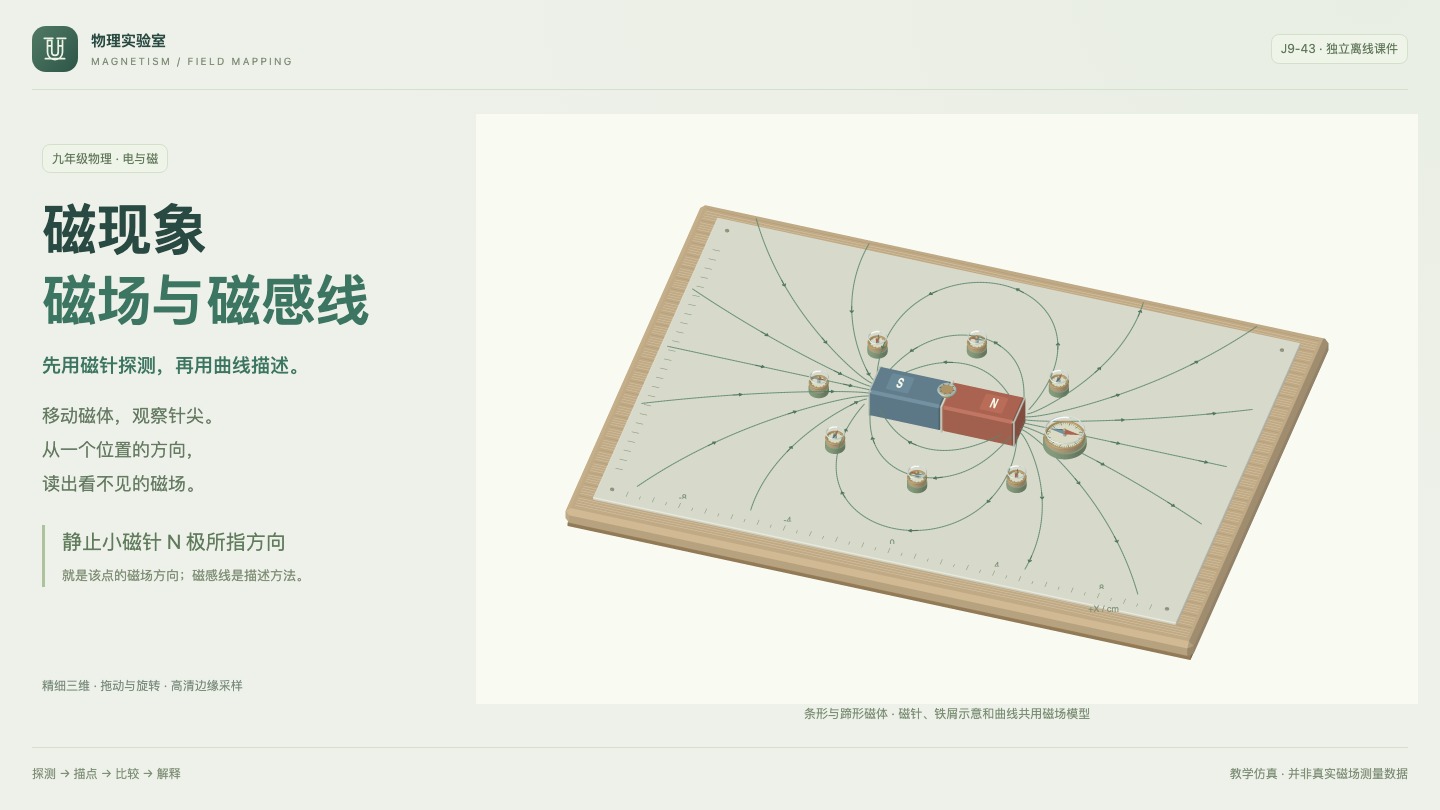 物理实验室
MAGNETISM / FIELD MAPPING
J9-43 · 独立离线课件
九年级物理 · 电与磁
磁现象
磁场与磁感线
先用磁针探测，再用曲线描述。
移动磁体，观察针尖。
从一个位置的方向，
读出看不见的磁场。
静止小磁针 N 极所指方向
就是该点的磁场方向；磁感线是描述方法。
精细三维 · 拖动与旋转 · 高清边缘采样
S
N
-4
4
X / cm
条形与蹄形磁体 · 磁针、铁屑示意和曲线共用磁场模型
探测 → 描点 → 比较 → 解释
教学仿真 · 并非真实磁场测量数据